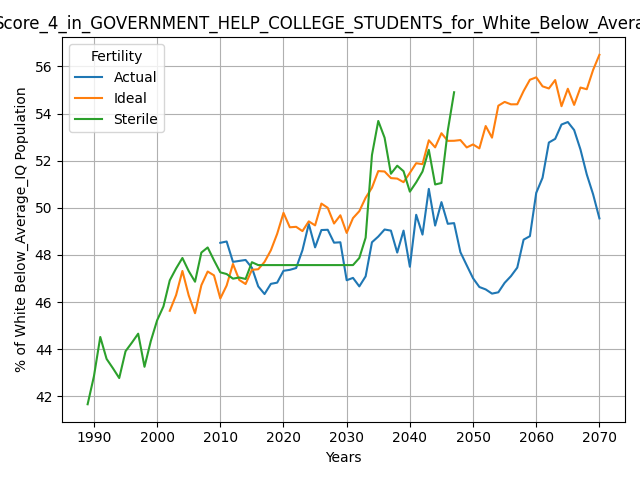 Score_4_in_GOVERNMENT_HELP_COLLEGE_STUDENTS_for_White_Below_Avera
Fertility
Actual
Ideal
Sterile
% of White Below_Average_IQ Population
56
54
52
50
48
46
44
42
1990
2000
2010
2020
2030
2040
2050
2060
2070
Years